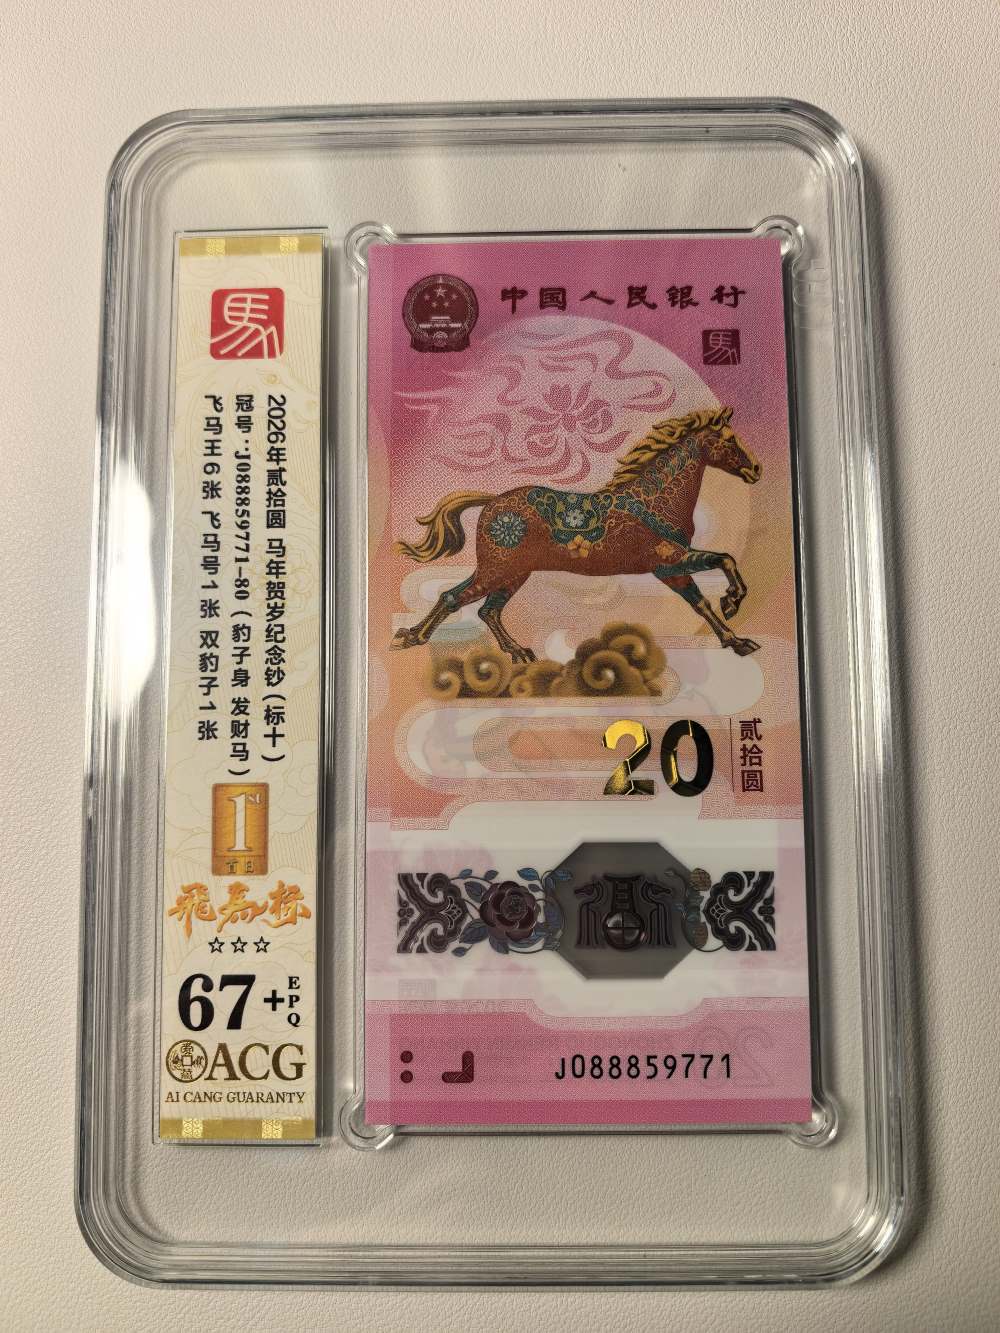 馬
2026年贰拾圆 马年贺岁纪念钞(标十)
冠号:J088859771-80(豹子身 发财马)
飞马王6张 飞马号1张 双豹子1张
1ST
首日
飛馬标
☆☆☆
67+EPQ
ACG
AI CANG GUARANTY
中国人民银行
馬
20
贰拾圆
J088859771